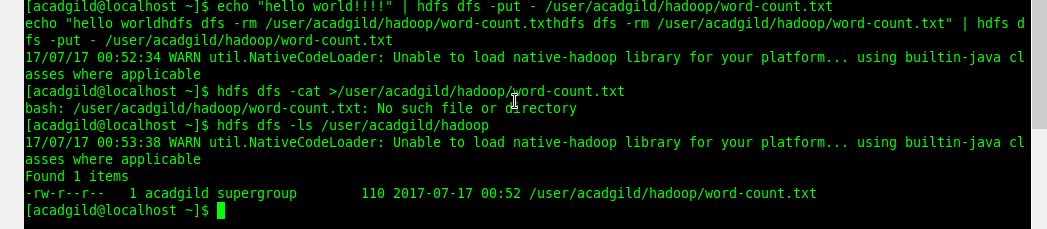 [acadgild@localhost ~]$ echo "hello world!!!!" | hdfs dfs -put - /user/acadgild/hadoop/word-count.txt
echo "hello worldhdfs dfs -rm /user/acadgild/hadoop/word-count.txthdfs dfs -rm /user/acadgild/hadoop/word-count.txt" | hdfs d
fs -put - /user/acadgild/hadoop/word-count.txt
17/07/17 00:52:34 WARN util.NativeCodeLoader: Unable to load native-hadoop library for your platform... using builtin-java cl
asses where applicable
[acadgild@localhost ~]$ hdfs dfs -cat >/user/acadgild/hadoop/word-count.txt
bash: /user/acadgild/hadoop/word-count.txt: No such file or directory
[acadgild@localhost ~]$ hdfs dfs -ls /user/acadgild/hadoop
17/07/17 00:53:38 WARN util.NativeCodeLoader: Unable to load native-hadoop library for your platform... using builtin-java cl
asses where applicable
Found 1 items
-rw-r--r--   1 acadgild supergroup        110 2017-07-17 00:52 /user/acadgild/hadoop/word-count.txt
[acadgild@localhost ~]$